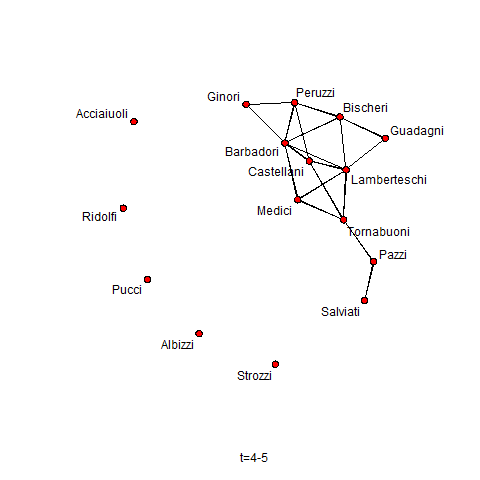 Peruzzi
Ginori
Bischeri
Acciaiuoli
Guadagni
Barbadori
Castellani
Lamberteschi
Medici
Ridolfi
Tornabuoni
Pazzi
Pucci
Salviati
Albizzi
Strozzi
t=4-5